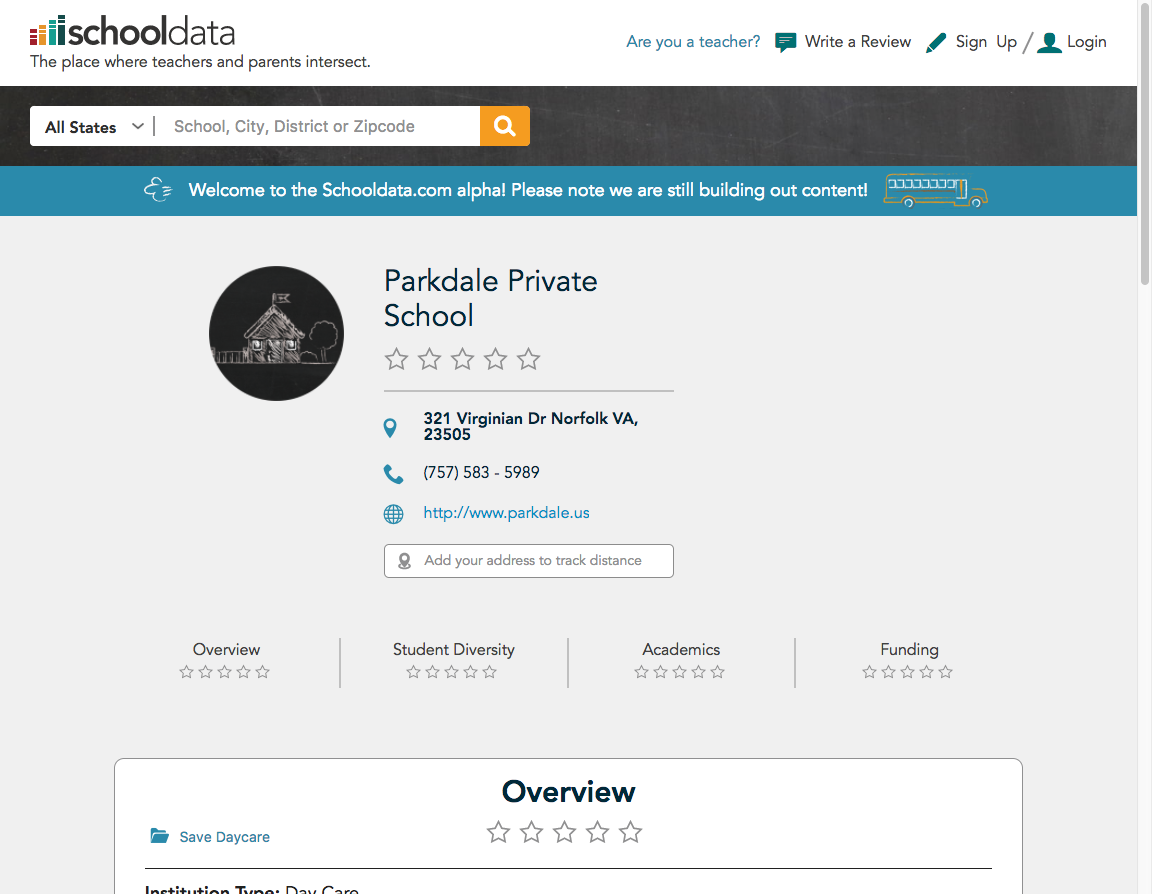 schooldata
The place where teachers and parents intersect.
Are you a teacher?
Write a Review
Sign Up / Login
All States
School, City, District or Zipcode
Welcome to the Schooldata.com alpha! Please note we are still building out content!
Parkdale Private
School
321 Virginian Dr Norfolk VA,
23505
(757) 583 - 5989
http://www.parkdale.us
Add your address to track distance
Overview
Student Diversity
Academics
Funding
Overview
Save Daycare
Institution Type: Day Care